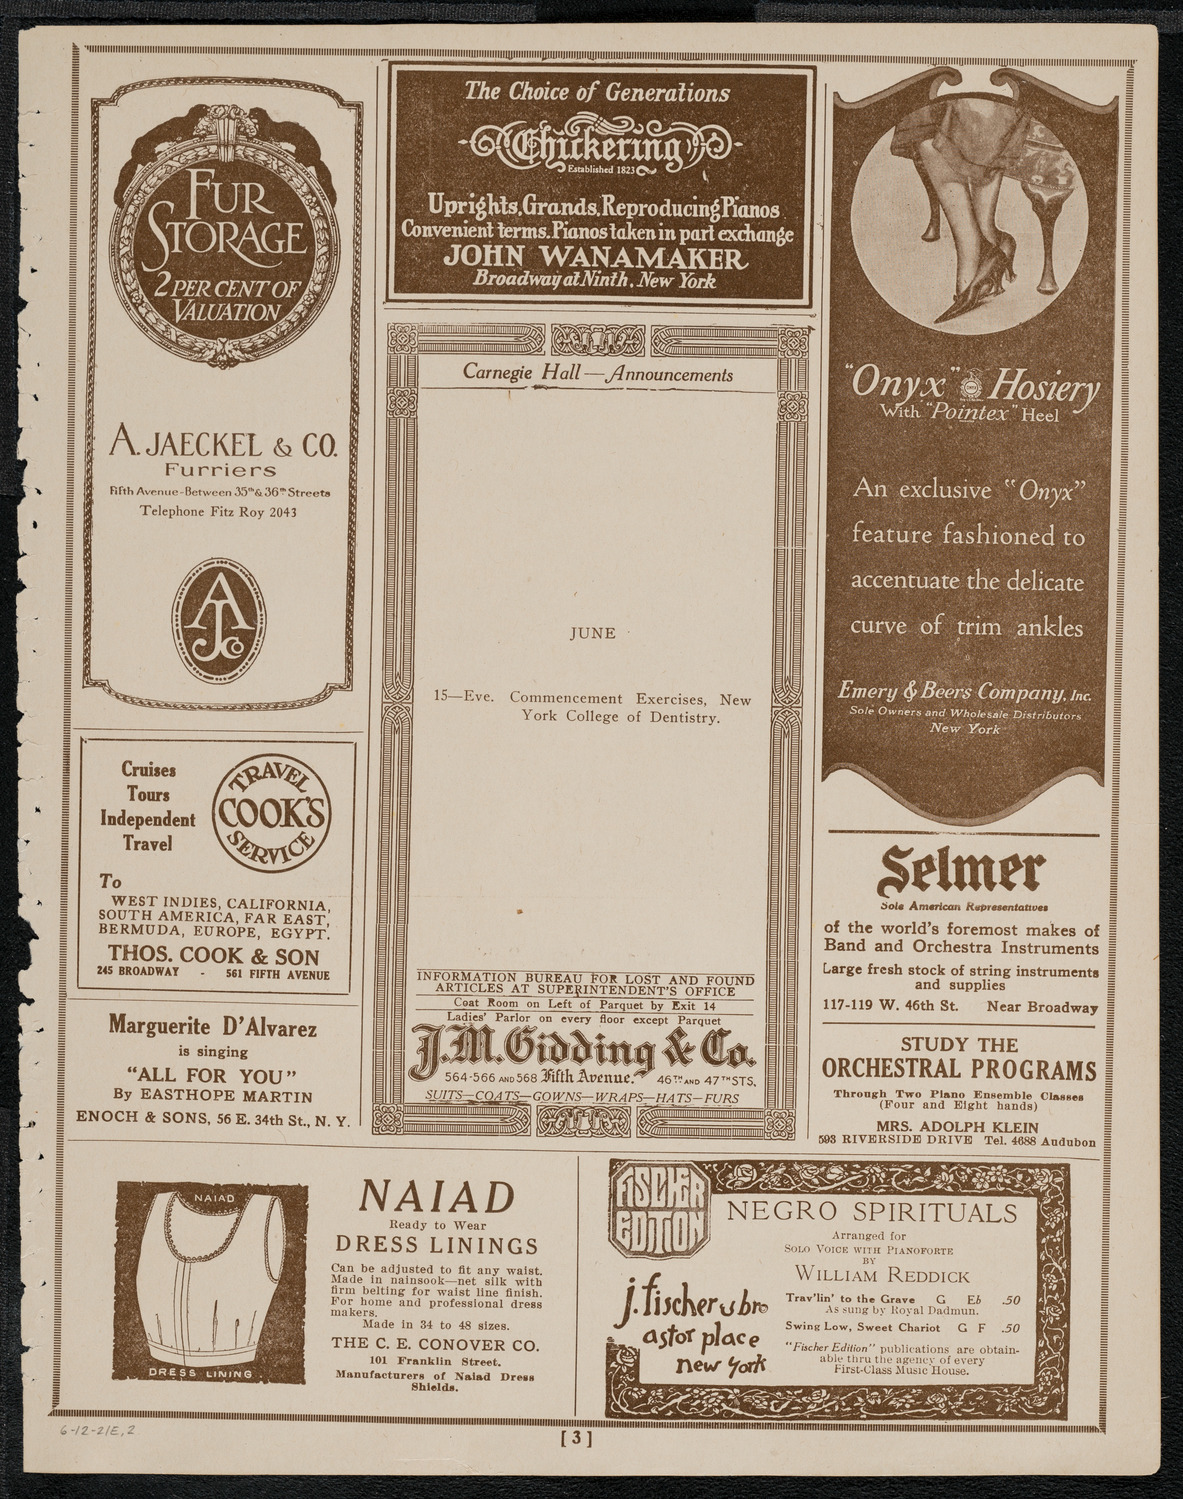 FUR
STORAGE
2 PER CENT OF
VALUATION
A. JAECKEL & CO.
Furriers
Fifth Avenue-Between 35th & 36th Streets
Telephone Fitz Roy 2043
AJCo
Cruises
Tours
Independent
Travel
TRAVEL
COOK'S
SERVICE
To
WEST INDIES, CALIFORNIA,
SOUTH AMERICA, FAR EAST,
BERMUDA, EUROPE, EGYPT.
THOS. COOK & SON
245 BROADWAY - 561 FIFTH AVENUE
Marguerite D'Alvarez
is singing
"ALL FOR YOU"
By EASTHOPE MARTIN
ENOCH & SONS, 56 E. 34th St., N. Y.
The Choice of Generations
Chickering
Established 1823
Uprights, Grands, Reproducing Pianos
Convenient terms. Pianos taken in part exchange
JOHN WANAMAKER
Broadway at Ninth, New York
Carnegie Hall — Announcements
JUNE
15—Eve. Commencement Exercises, New
York College of Dentistry.
INFORMATION BUREAU FOR LOST AND FOUND
ARTICLES AT SUPERINTENDENT'S OFFICE
Coat Room on Left of Parquet by Exit 14
Ladies' Parlor on every floor except Parquet
J.M. Gidding & Co.
564-566 AND 568 Fifth Avenue. 46TH AND 47TH STS.
SUITS—COATS—GOWNS—WRAPS—HATS—FURS
"Onyx" Hosiery
With "Pointex" Heel
An exclusive "Onyx"
feature fashioned to
accentuate the delicate
curve of trim ankles
Emery & Beers Company, Inc.
Sole Owners and Wholesale Distributors
New York
Selmer
Sole American Representatives
of the world's foremost makes of
Band and Orchestra Instruments
Large fresh stock of string instruments
and supplies
117-119 W. 46th St. Near Broadway
STUDY THE
ORCHESTRAL PROGRAMS
Through Two Piano Ensemble Classes
(Four and Eight hands)
MRS. ADOLPH KLEIN
593 RIVERSIDE DRIVE Tel. 4688 Audubon
NAIAD
DRESS LINING
NAIAD
Ready to Wear
DRESS LININGS
Can be adjusted to fit any waist.
Made in nainsook—net silk with
firm belting for waist line finish.
For home and professional dress
makers.
Made in 34 to 48 sizes.
THE C. E. CONOVER CO.
101 Franklin Street.
Manufacturers of Naiad Dress
Shields.
FISCHER
EDITION
j. fischer & bro
astor place
new york
NEGRO SPIRITUALS
Arranged for
SOLO VOICE WITH PIANOFORTE
BY
WILLIAM REDDICK
Trav'lin' to the Grave G Eb .50
As sung by Royal Dadmun.
Swing Low, Sweet Chariot G F .50
"Fischer Edition" publications are obtain-
able thru the agency of every
First-Class Music House.
6-12-21E, 2
[ 3 ]